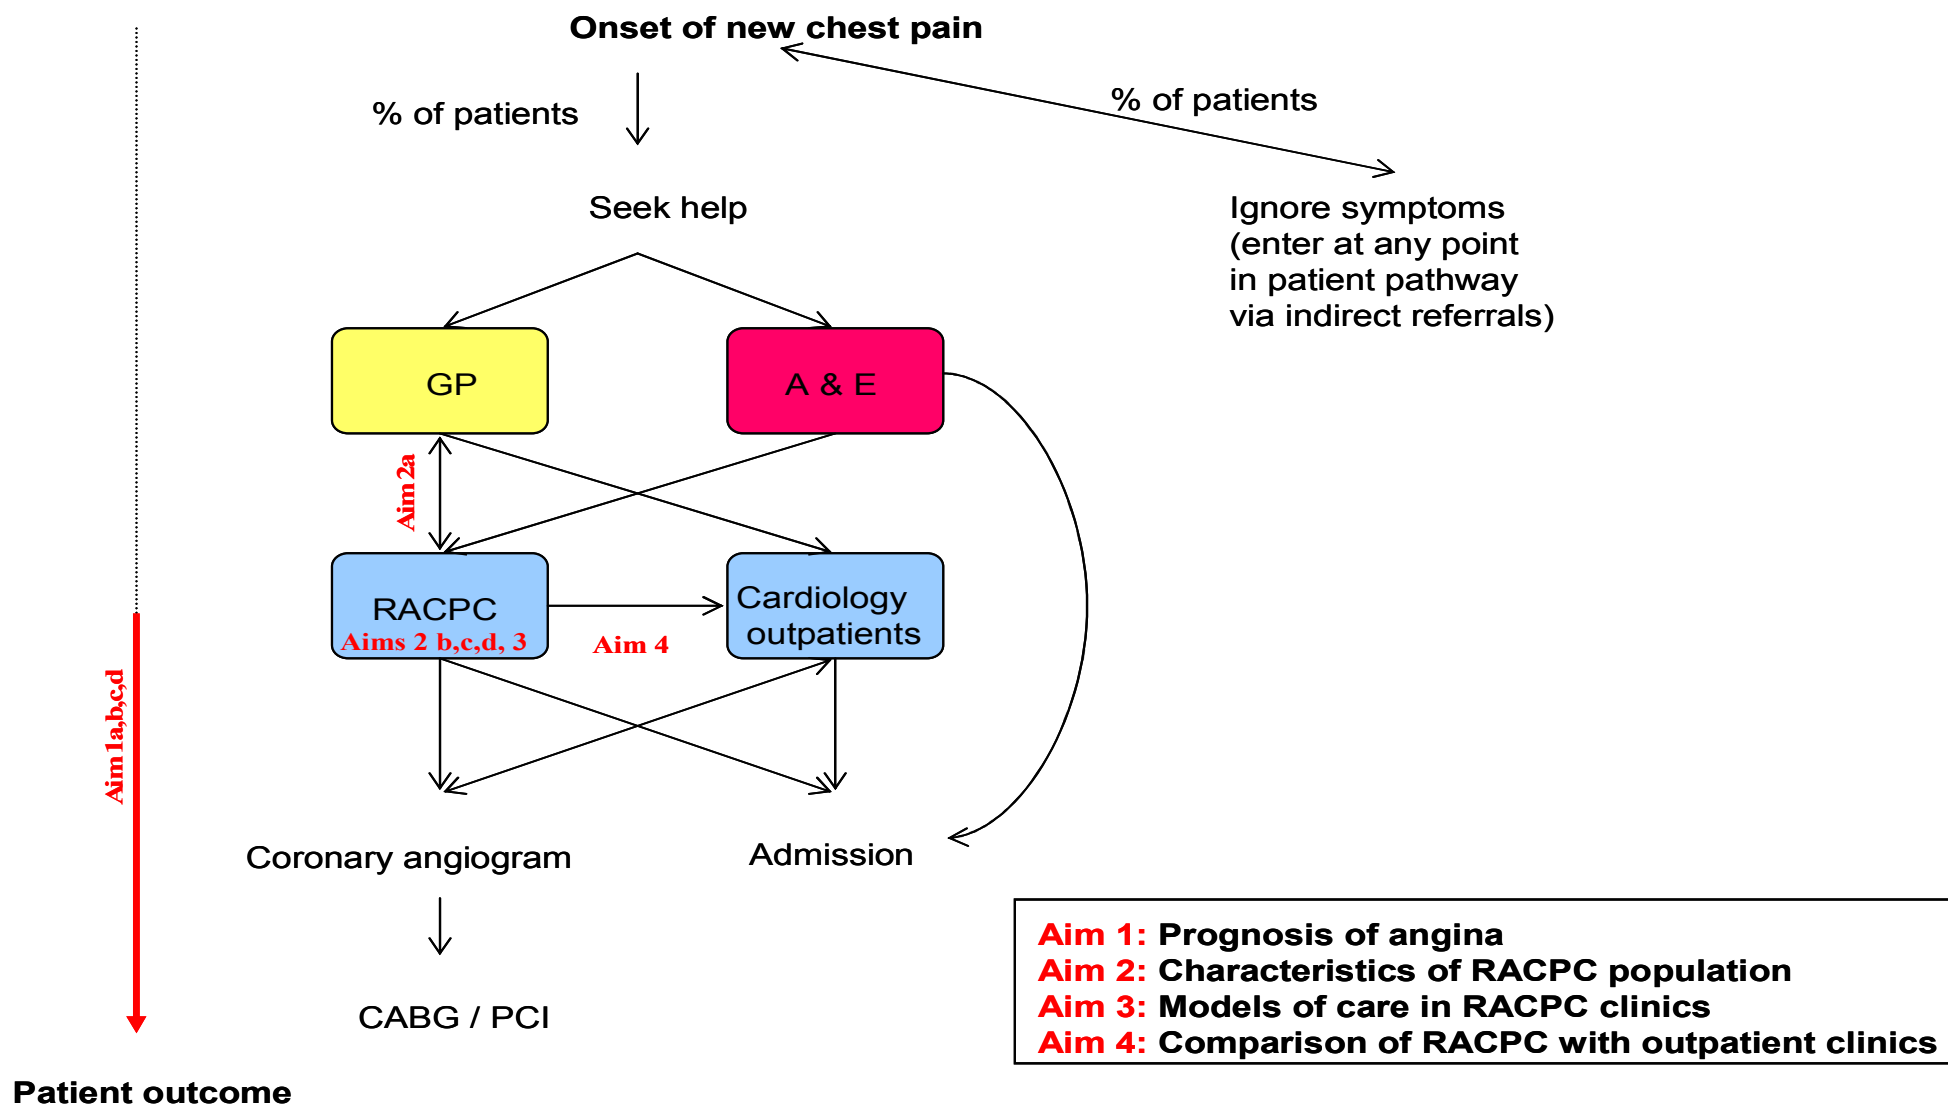 Onset of new chest pain
% of patients
% of patients
Seek help
Ignore symptoms
(enter at any point
in patient pathway
via indirect referrals)
GP
A & E
Aim 2a
RACPC
Aims 2 b,c,d, 3
Aim 4
Cardiology
outpatients
Aim 1a,b,c,d
Coronary angiogram
Admission
CABG / PCI
Aim 1: Prognosis of angina
Aim 2: Characteristics of RACPC population
Aim 3: Models of care in RACPC clinics
Aim 4: Comparison of RACPC with outpatient clinics
Patient outcome